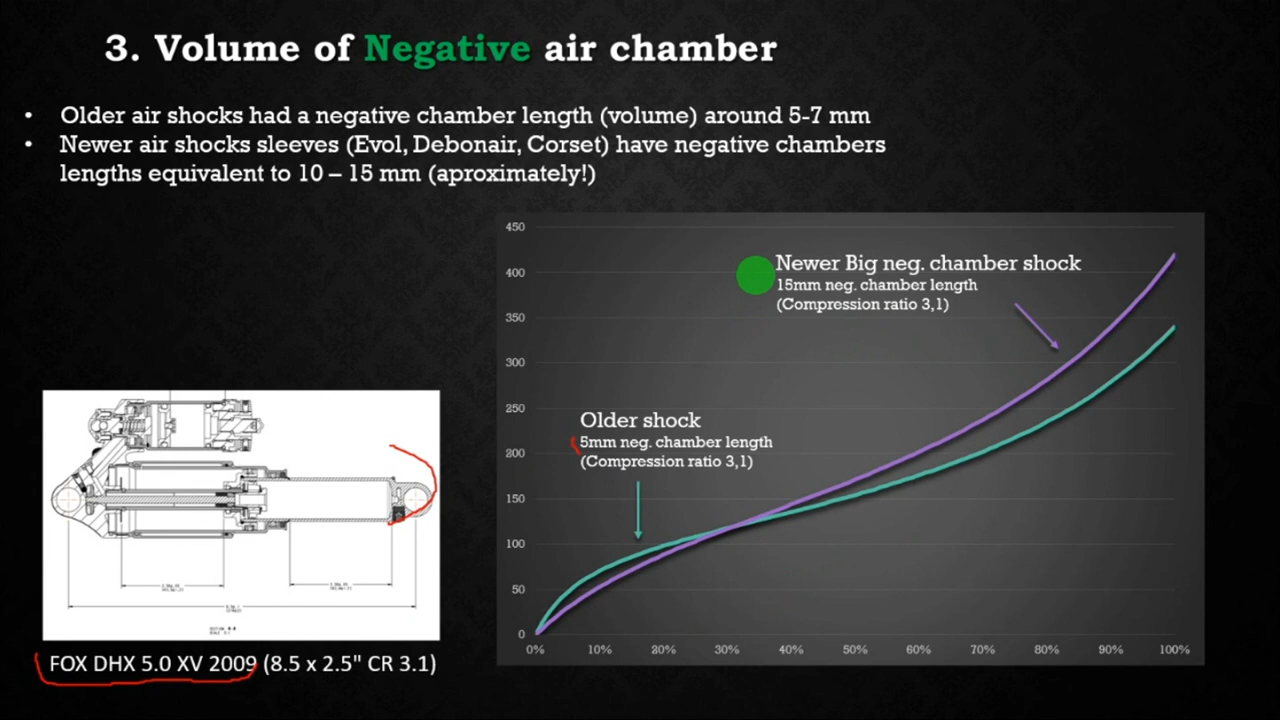 3. Volume of Negative air chamber
• Older air shocks had a negative chamber length (volume) around 5-7 mm
• Newer air shocks sleeves (Evol, Debonair, Corset) have negative chambers
lengths equivalent to 10 – 15 mm (aproximately!)
450
400
350
300
250
200
150
100
50
0
Newer Big neg. chamber shock
15mm neg. chamber length
(Compression ratio 3,1)
Older shock
5mm neg. chamber length
(Compression ratio 3,1)
0% 10% 20% 30% 40% 50% 60% 70% 80% 90% 100%
FOX DHX 5.0 XV 2009 (8.5 x 2.5" CR 3.1)